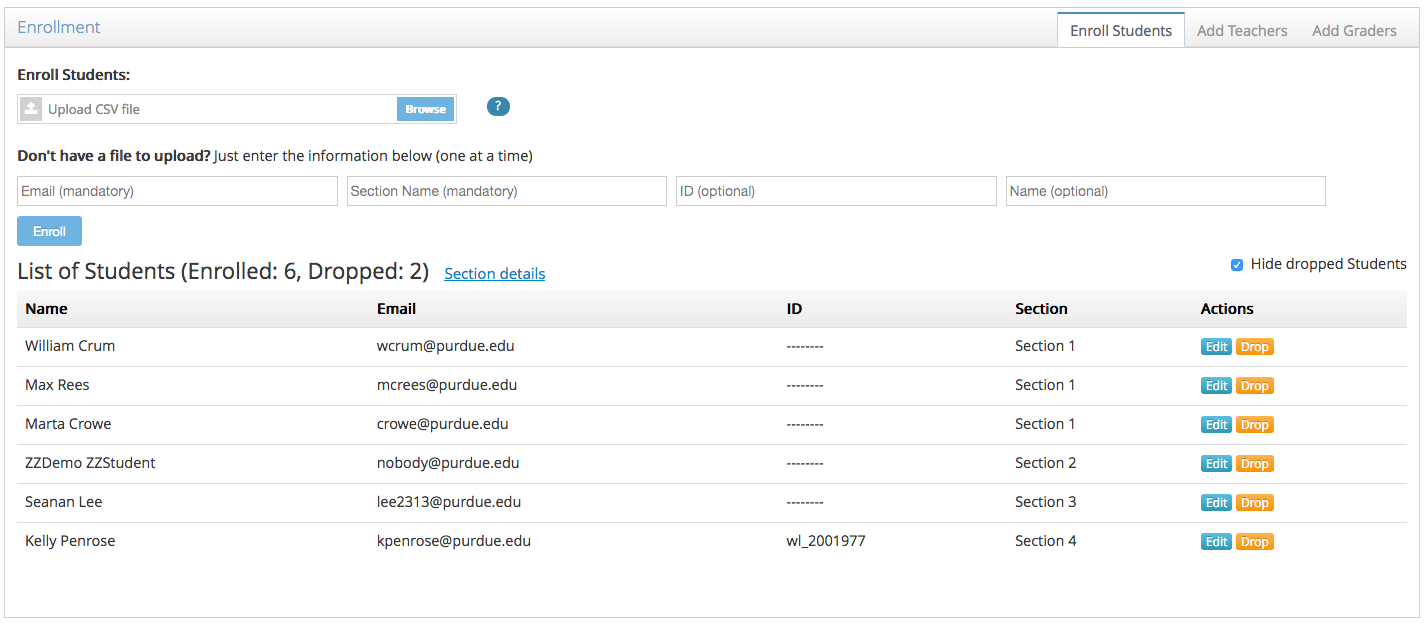 Enrollment Enroll Students Add Teachers Add Graders
Enroll Students:
Upload CSV file Browse ?
Don't have a file to upload? Just enter the information below (one at a time)
Email (mandatory) Section Name (mandatory) ID (optional) Name (optional)
Enroll
List of Students (Enrolled: 6, Dropped: 2) Section details Hide dropped Students
Name Email ID Section Actions
William Crum wcrum@purdue.edu -------- Section 1 Edit Drop
Max Rees mcrees@purdue.edu -------- Section 1 Edit Drop
Marta Crowe crowe@purdue.edu -------- Section 1 Edit Drop
ZZDemo ZZStudent nobody@purdue.edu -------- Section 2 Edit Drop
Seanan Lee lee2313@purdue.edu -------- Section 3 Edit Drop
Kelly Penrose kpenrose@purdue.edu wl_2001977 Section 4 Edit Drop